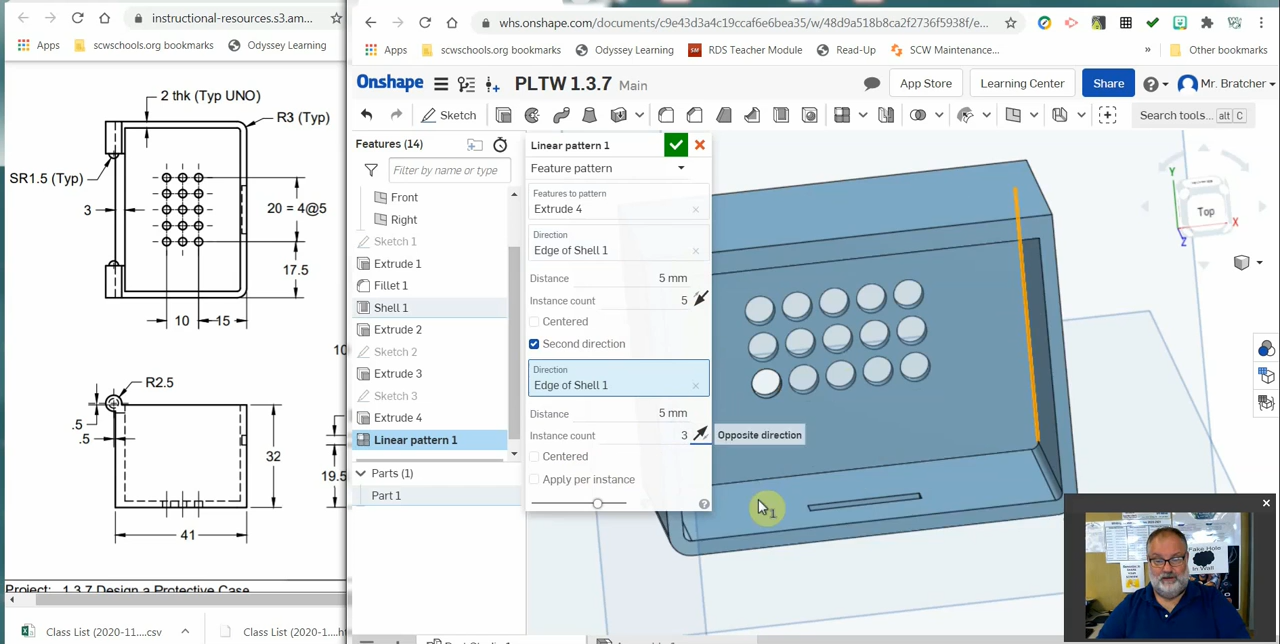 instructional-resources.s3.am...
Apps
scwschools.org bookmarks
Odyssey Learning
2 thk (Typ UNO)
R3 (Typ)
SR1.5 (Typ)
3
20 = 4@5
17.5
10
15
10
R2.5
.5
.5
32
19.5
41
Project: 1.3.7 Design a Protective Case
Class List (2020-11....csv
Class List (2020-1....ht
whs.onshape.com/documents/c9e43d3a4c19ccaf6e6bea35/w/48d9a518b8ca2f2736f5938f/e...
Apps
scwschools.org bookmarks
Odyssey Learning
RDS Teacher Module
Read-Up
SCW Maintenance...
»
Other bookmarks
Onshape
PLTW 1.3.7 Main
App Store
Learning Center
Share
Mr. Bratcher
Sketch
Search tools... alt C
Features (14)
Filter by name or type
Front
Right
Sketch 1
Extrude 1
Fillet 1
Shell 1
Extrude 2
Sketch 2
Extrude 3
Sketch 3
Extrude 4
Linear pattern 1
Parts (1)
Part 1
Linear pattern 1
Feature pattern
Features to pattern
Extrude 4
Direction
Edge of Shell 1
Distance 5 mm
Instance count 5
Centered
Second direction
Direction
Edge of Shell 1
Distance 5 mm
Instance count 3
Opposite direction
Centered
Apply per instance
Top
Y
X
Z
Fake Hole
In Wall